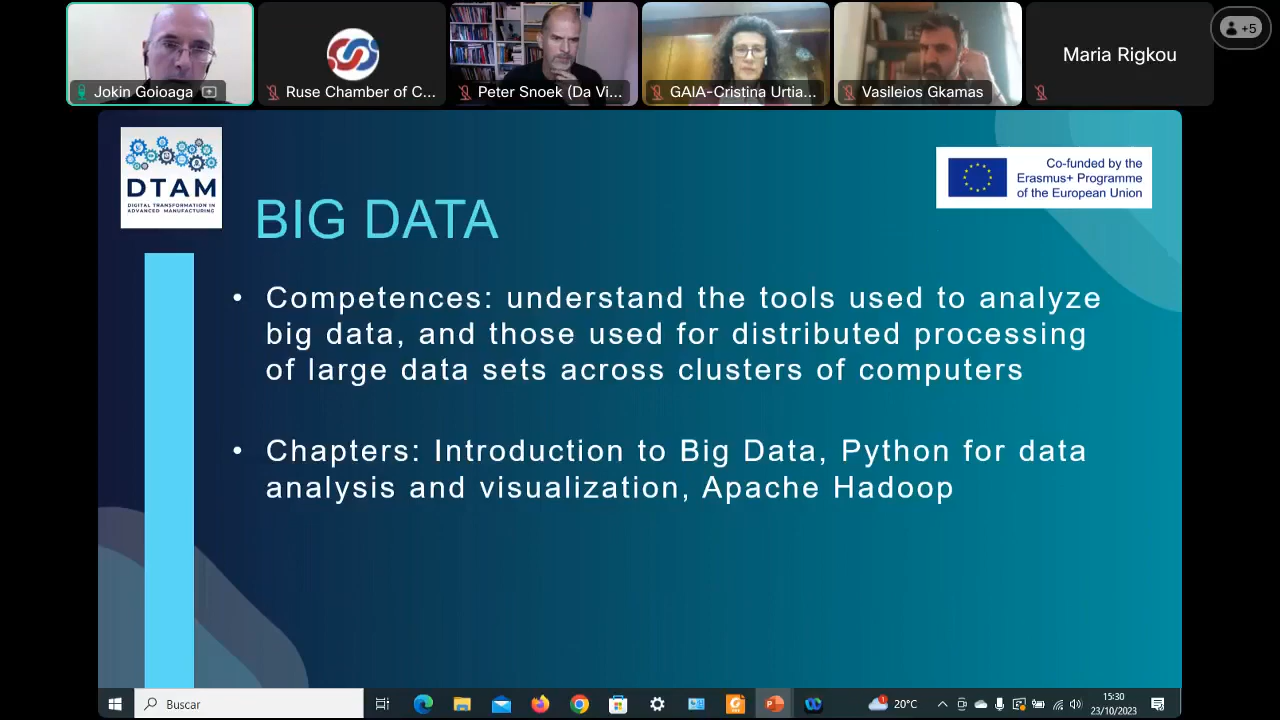 +5
Jokin Goioaga
Ruse Chamber of C...
Peter Snoek (Da Vi...
GAIA-Cristina Urtia...
Vasileios Gkamas
Maria Rigkou
DTAM
DIGITAL TRANSFORMATION IN
ADVANCED MANUFACTURING
Co-funded by the
Erasmus+ Programme
of the European Union
BIG DATA
• Competences: understand the tools used to analyze
big data, and those used for distributed processing
of large data sets across clusters of computers
• Chapters: Introduction to Big Data, Python for data
analysis and visualization, Apache Hadoop
Buscar
20°C
15:30
23/10/2023